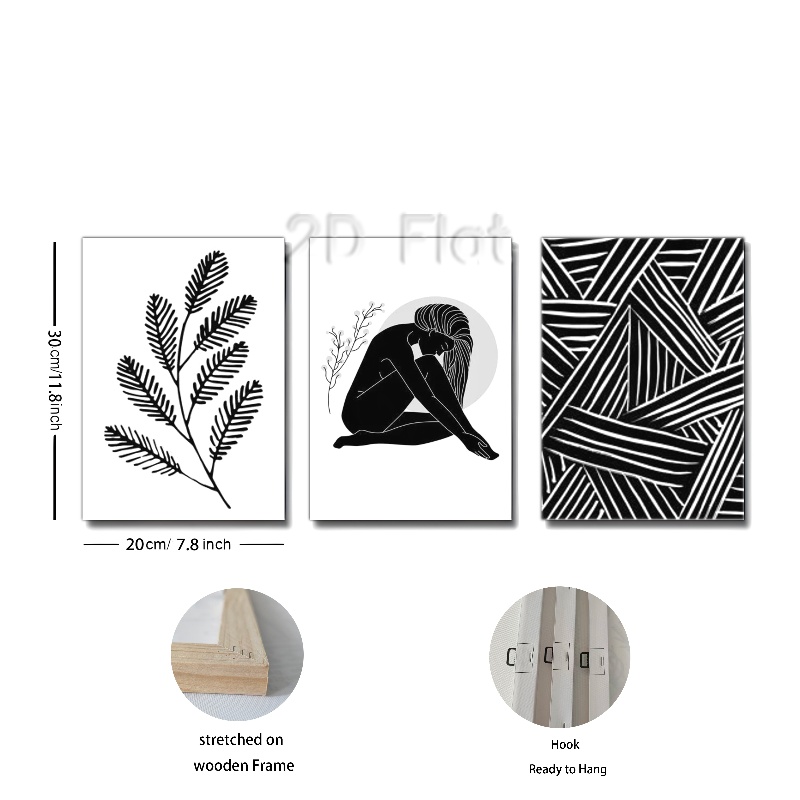 2D Flat
30cm/11.8inch
20cm/ 7.8 inch
stretched on
wooden Frame
Hook
Ready to Hang